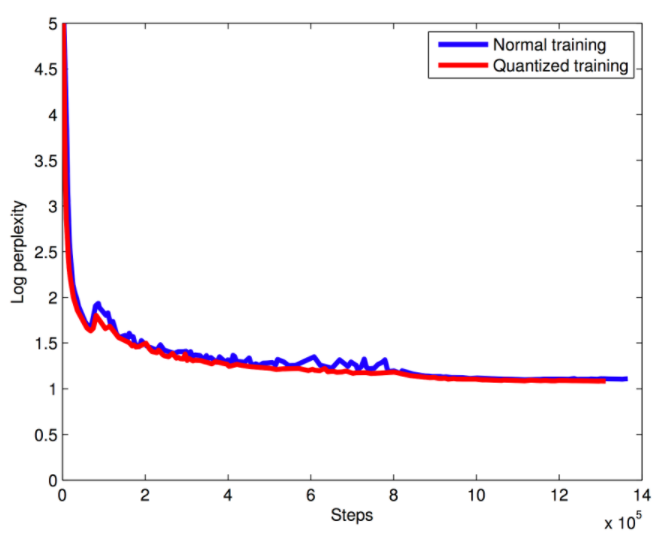 5
4.5
4
3.5
3
2.5
2
1.5
1
0.5
0
Log perplexity
Normal training
Quantized training
0 2 4 6 8 10 12 14
Steps
x 10^5